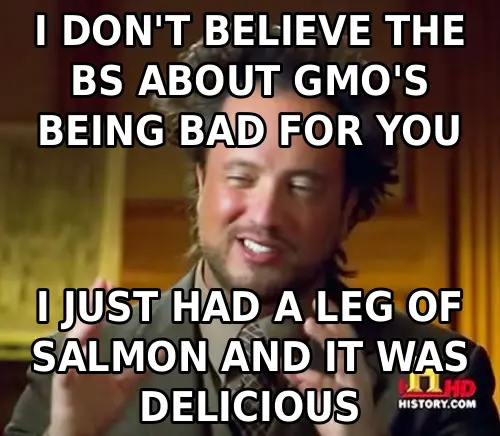 I DON'T BELIEVE THE
BS ABOUT GMO'S
BEING BAD FOR YOU
I JUST HAD A LEG OF
SALMON AND IT WAS
DELICIOUS
H HD
HISTORY.COM